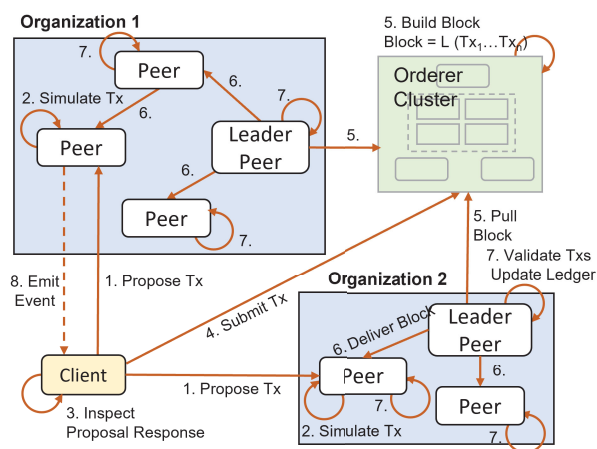 Organization 1
5. Build Block
Block = L (Tx1…Txn)
7.
Peer
6.
2. Simulate Tx
6.
7.
Orderer
Cluster
Leader
Peer
5.
Peer
6.
Peer
7.
5. Pull
Block
7. Validate Txs
Update Ledger
8. Emit
Event
1. Propose Tx
4. Submit Tx
Organization 2
Leader
Peer
6. Deliver Block
6.
Client
1. Propose Tx
Peer
7.
Peer
3. Inspect
Proposal Response
2. Simulate Tx
7.